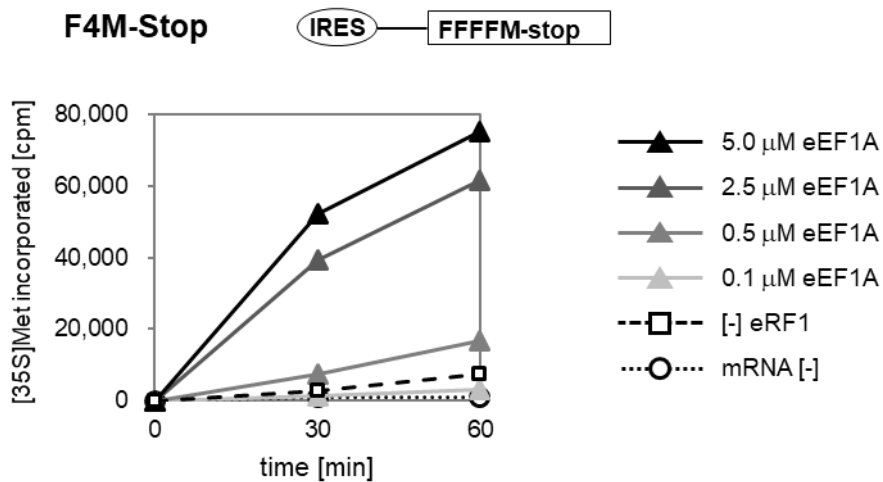 F4M-Stop
IRES
FFFFM-stop
[35S]Met incorporated [cpm]
80,000
60,000
40,000
20,000
0
0
30
60
time [min]
5.0 μM eEF1A
2.5 μM eEF1A
0.5 μM eEF1A
0.1 μM eEF1A
[-] eRF1
mRNA [-]